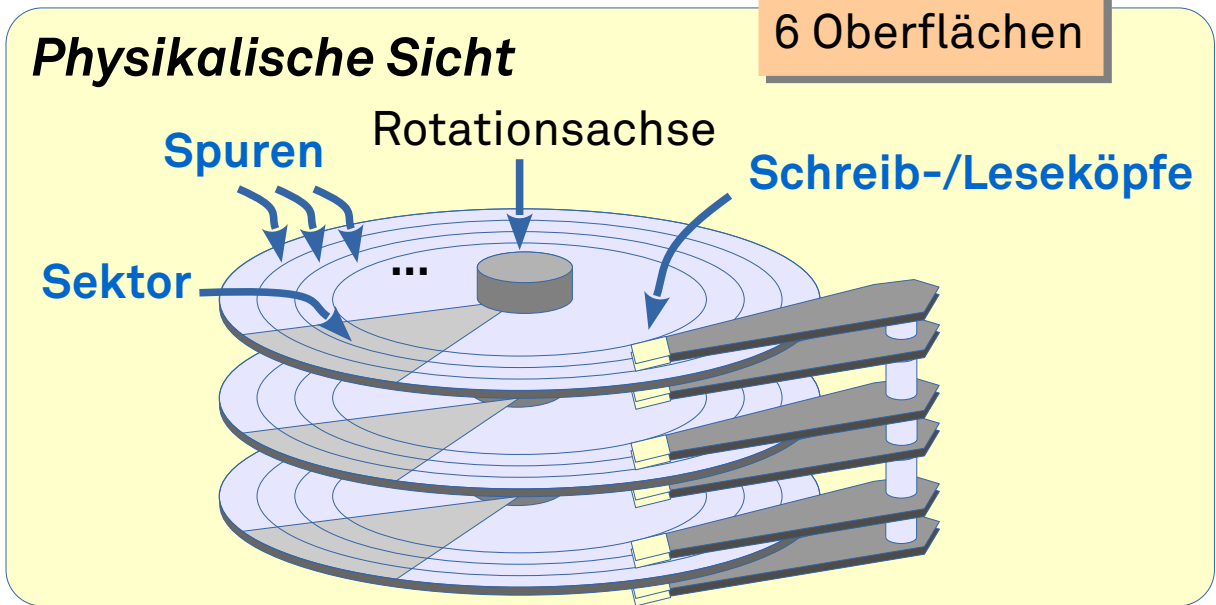 6 Oberflächen
Physikalische Sicht
Rotationsachse
Spuren
Schreib-/Leseköpfe
...
Sektor